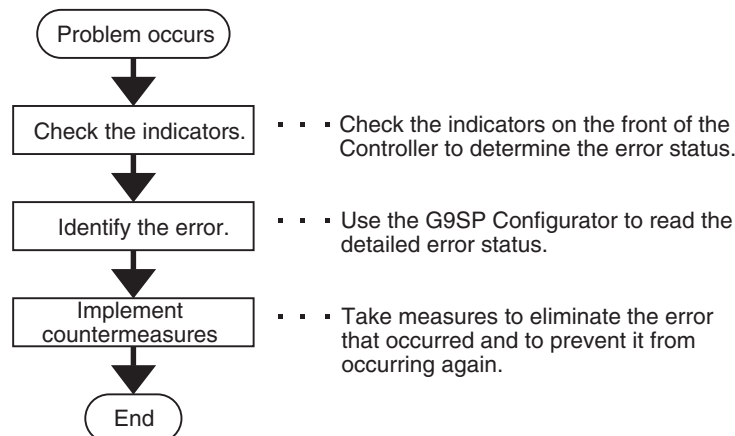 Problem occurs
Check the indicators.
Check the indicators on the front of the
Controller to determine the error status.
Identify the error.
Use the G9SP Configurator to read the
detailed error status.
Implement
countermeasures
Take measures to eliminate the error
that occurred and to prevent it from
occurring again.
End